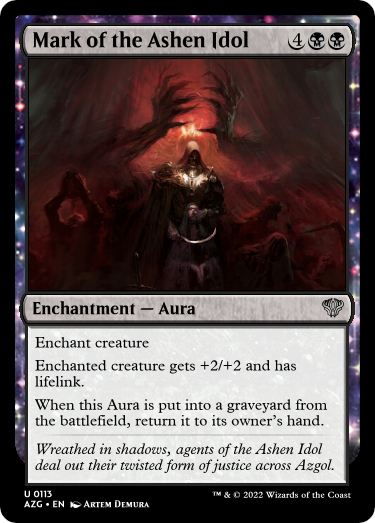 Mark of the Ashen Idol 4
Enchantment — Aura
Enchant creature
Enchanted creature gets +2/+2 and has
lifelink.
When this Aura is put into a graveyard from
the battlefield, return it to its owner's hand.
Wreathed in shadows, agents of the Ashen Idol
deal out their twisted form of justice across Azgol.
U 0113
AZG • EN Artem Demura
™ & © 2022 Wizards of the Coast